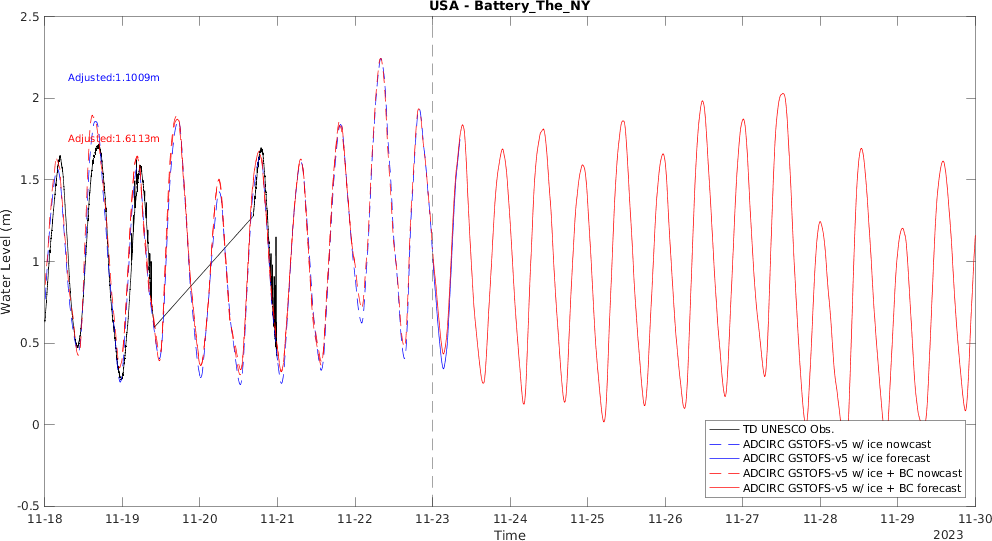 USA - Battery_The_NY
Adjusted:1.1009m
Adjusted:1.6113m
Water Level (m)
2.5
2
1.5
1
0.5
0
-0.5
TD UNESCO Obs.
ADCIRC GSTOFS-v5 w/ ice nowcast
ADCIRC GSTOFS-v5 w/ ice forecast
ADCIRC GSTOFS-v5 w/ ice + BC nowcast
ADCIRC GSTOFS-v5 w/ ice + BC forecast
11-18 11-19 11-20 11-21 11-22 11-23 11-24 11-25 11-26 11-27 11-28 11-29 11-30
Time
2023